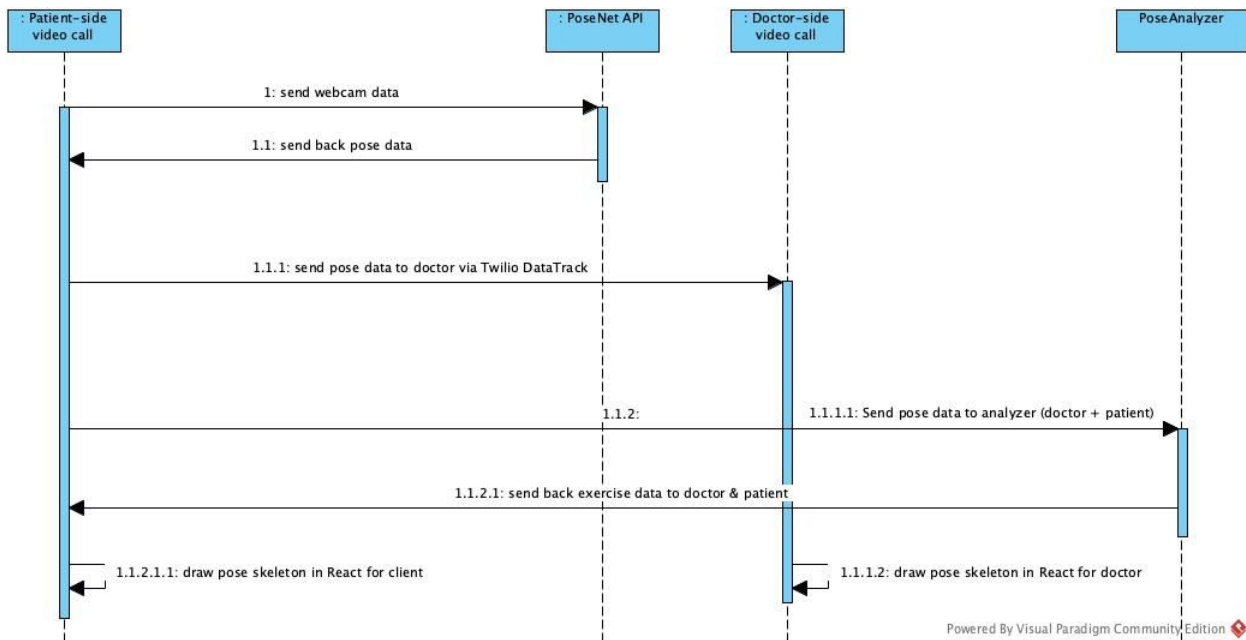 : Patient-side
video call
: PoseNet API
: Doctor-side
video call
PoseAnalyzer
1: send webcam data
1.1: send back pose data
1.1.1: send pose data to doctor via Twilio DataTrack
1.1.2:
1.1.1.1: Send pose data to analyzer (doctor + patient)
1.1.2.1: send back exercise data to doctor & patient
1.1.2.1.1: draw pose skeleton in React for client
1.1.1.2: draw pose skeleton in React for doctor
Powered By Visual Paradigm Community Edition